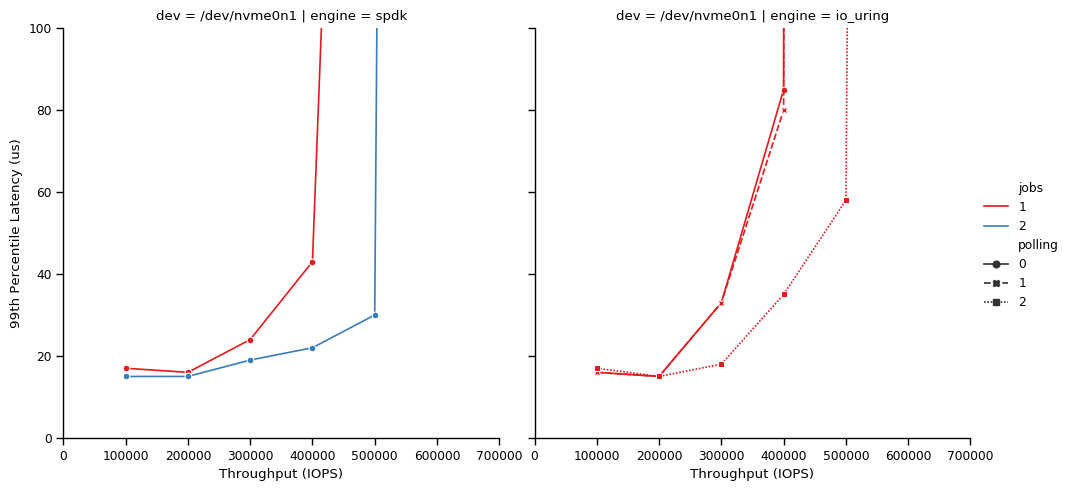 dev = /dev/nvme0n1 | engine = spdk
dev = /dev/nvme0n1 | engine = io_uring
99th Percentile Latency (us)
100
80
60
40
20
0
0 100000 200000 300000 400000 500000 600000 700000
Throughput (IOPS)
0 100000 200000 300000 400000 500000 600000 700000
Throughput (IOPS)
jobs
1
2
polling
0
1
2